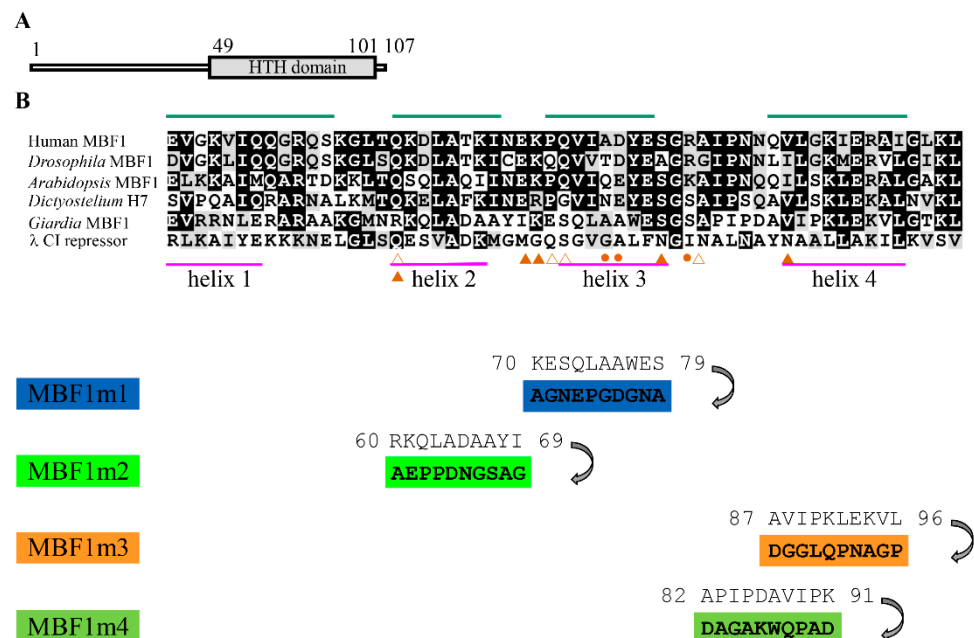 A
1 49 101 107
HTH domain
B
Human MBF1 EVGKVIQQGRQSKGLTQKDLATKINEKPQVIADYESGRAIPNNQVLGKIERAIGLKL
Drosophila MBF1 DVGKLIQQGRQSKGLSQKDLATKICEKQQVVTDYEAGRGIPNNLILGKMERVLGIKL
Arabidopsis MBF1 ELKKAIMQARTDKKLTQSQLAQIINEKPQVIQEYESGKAIPNQQILSKLERALGAKL
Dictyostelium H7 SVPQAIQRARNALKMTQKELAFKINERPGVINEYESGSAIPSQAVLSKLEKALNVKL
Giardia MBF1 EVRRNLERARAAKGMNRKQLADAAYIKESQLAAWESGSAPIPDAVIPKLEKVLGTKL
λ CI repressor RLKAIYEKKKNELGLSQESVADKMGMGQSGVGALFNGINALNAYNAALLAKILKVSV
helix 1 helix 2 helix 3 helix 4
70 KESQLAAWES 79
MBF1m1 AGNEPGDGNA
60 RKQLADAAYI 69
MBF1m2 AEPPDNGSAG
87 AVIPKLEKVL 96
MBF1m3 DGGLQPNAGP
82 APIPDAVIPK 91
MBF1m4 DAGAKWQPAD